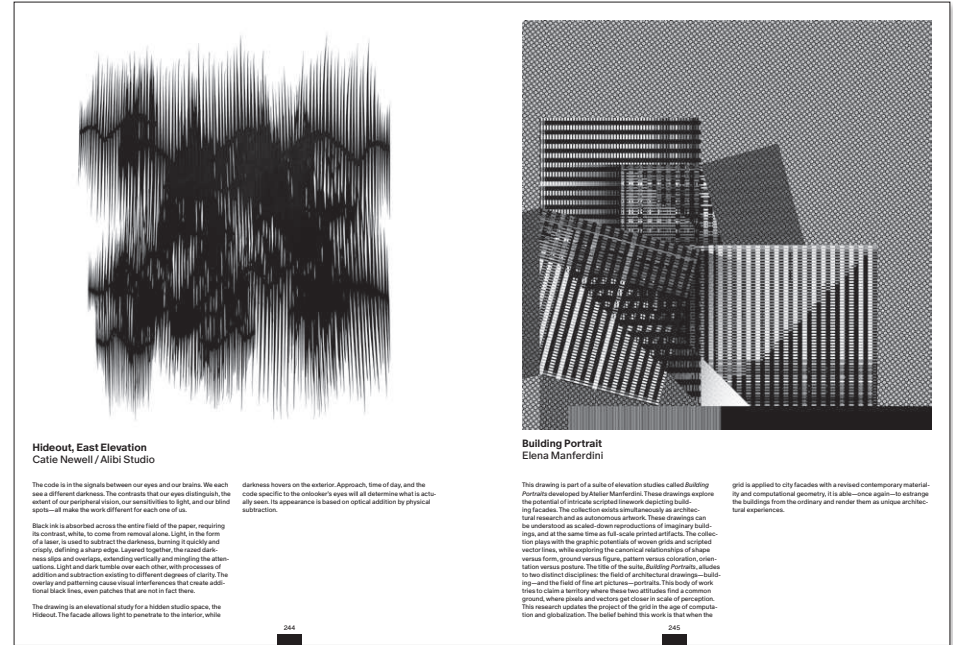 Hideout, East Elevation
Catie Newell / Alibi Studio
The code is in the signals between our eyes and our brains. We each
see a different darkness. The contrasts that our eyes distinguish, the
extent of our peripheral vision, our sensitivities to light, and our blind
spots—all make the work different for each one of us.
Black ink is absorbed across the entire field of the paper, requiring
its contrast, white, to come from removal alone. Light, in the form
of a laser, is used to subtract the darkness, burning it quickly and
crisply, defining a sharp edge. Layered together, the razed dark-
ness slips and overlaps, extending vertically and mingling the atten-
uations. Light and dark tumble over each other, with processes of
addition and subtraction existing to different degrees of clarity. The
overlay and patterning cause visual interferences that create addi-
tional black lines, even patches that are not in fact there.
The drawing is an elevational study for a hidden studio space, the
Hideout. The facade allows light to penetrate to the interior, while
darkness hovers on the exterior. Approach, time of day, and the
code specific to the onlooker's eyes will all determine what is actu-
ally seen. Its appearance is based on optical addition by physical
subtraction.
244
Building Portrait
Elena Manferdini
This drawing is part of a suite of elevation studies called Building
Portraits developed by Atelier Manferdini. These drawings explore
the potential of intricate scripted linework depicting build-
ing facades. The collection exists simultaneously as architec-
tural research and as autonomous artwork. These drawings can
be understood as scaled-down reproductions of imaginary build-
ings, and at the same time as full-scale printed artifacts. The collec-
tion plays with the graphic potentials of woven grids and scripted
vector lines, while exploring the canonical relationships of shape
versus form, ground versus figure, pattern versus coloration, orien-
tation versus posture. The title of the suite, Building Portraits, alludes
to two distinct disciplines: the field of architectural drawings—build-
ing—and the field of fine art pictures—portraits. This body of work
tries to claim a territory where these two attitudes find a common
ground, where pixels and vectors get closer in scale of perception.
This research updates the project of the grid in the age of computa-
tion and globalization. The belief behind this work is that when the
grid is applied to city facades with a revised contemporary material-
ity and computational geometry, it is able—once again—to estrange
the buildings from the ordinary and render them as unique architec-
tural experiences.
245